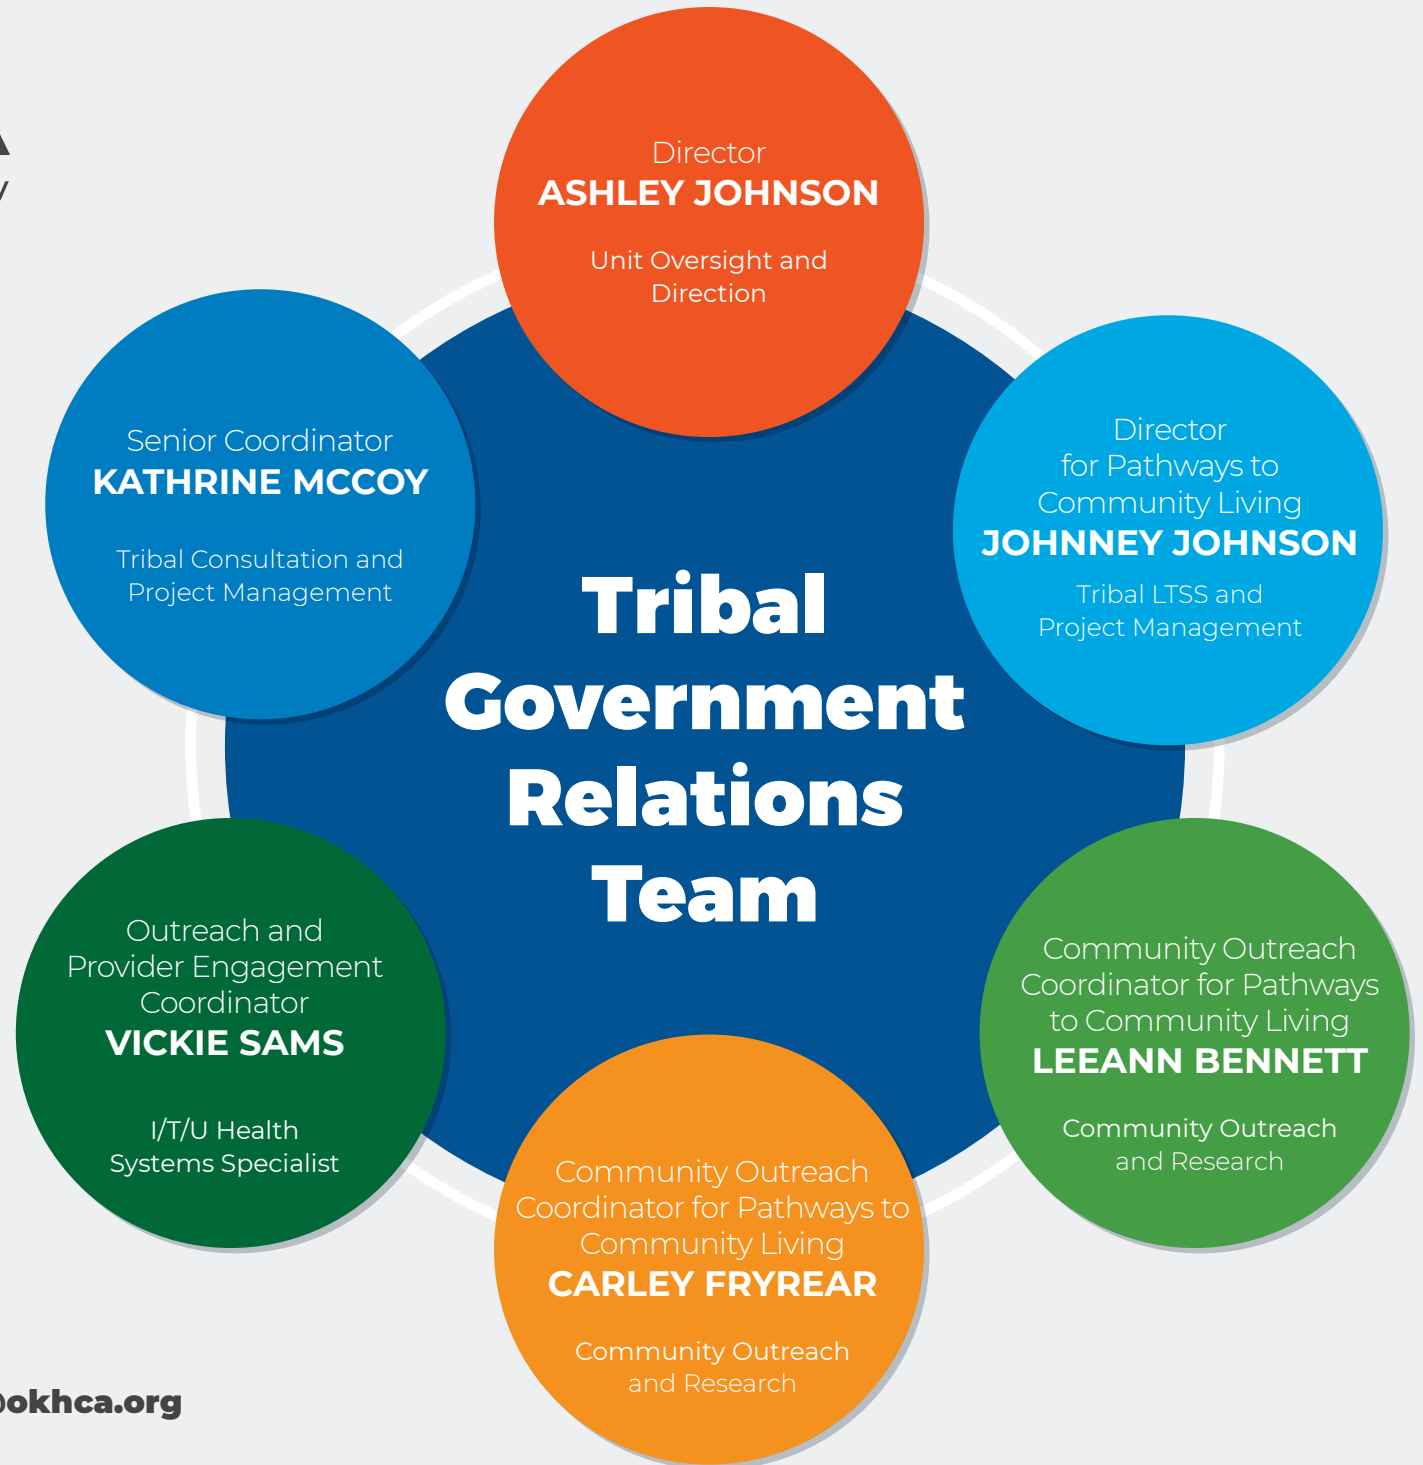 Director
ASHLEY JOHNSON
Unit Oversight and
Direction
Senior Coordinator
KATHRINE MCCOY
Tribal Consultation and
Project Management
Director
for Pathways to
Community Living
JOHNNEY JOHNSON
Tribal LTSS and
Project Management
Tribal
Government
Relations
Team
Outreach and
Provider Engagement
Coordinator
VICKIE SAMS
I/T/U Health
Systems Specialist
Community Outreach
Coordinator for Pathways
to Community Living
LEEANN BENNETT
Community Outreach
and Research
Community Outreach
Coordinator for Pathways to
Community Living
CARLEY FRYREAR
Community Outreach
and Research
@okhca.org